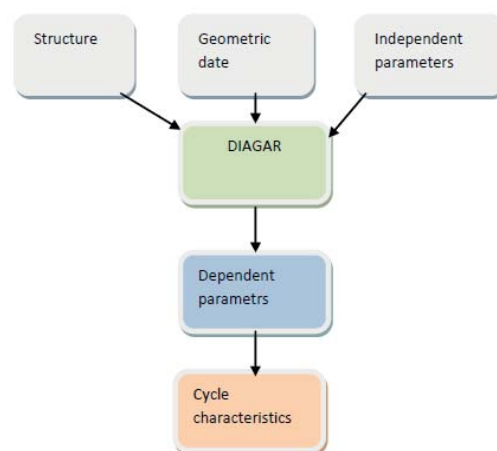 Structure
Geometric
date
Independent
parameters
DIAGAR
Dependent
parametrs
Cycle
characteristics